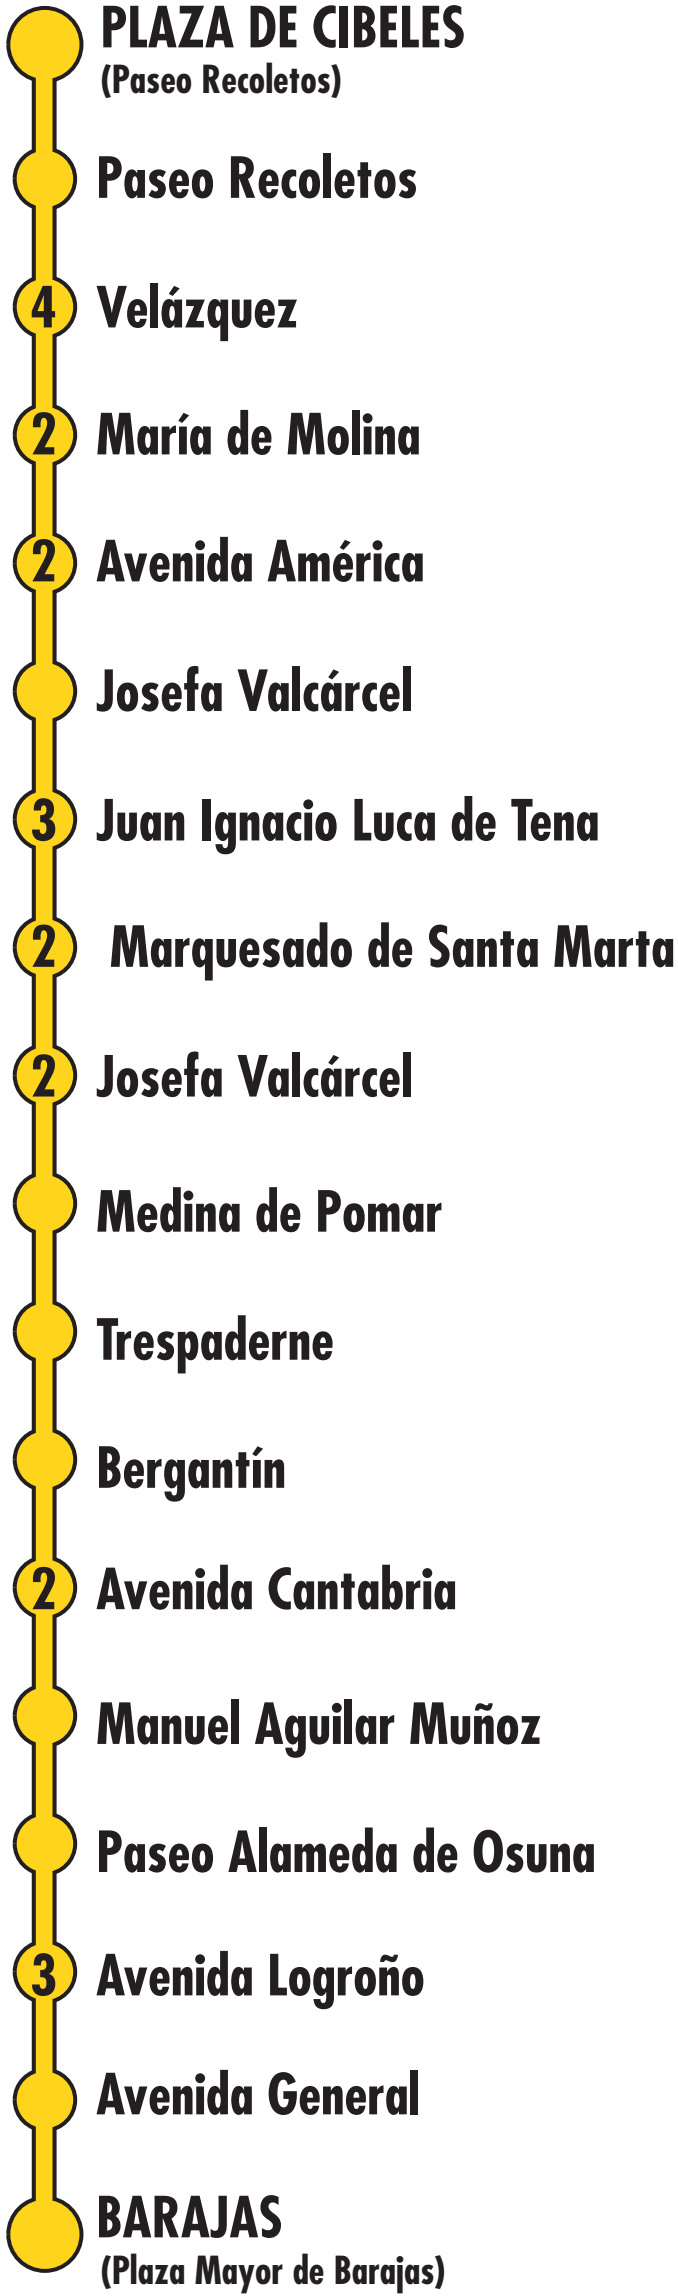 PLAZA DE CIBELES
(Paseo Recoletos)
Paseo Recoletos
4 Velázquez
2 María de Molina
2 Avenida América
Josefa Valcárcel
3 Juan Ignacio Luca de Tena
2 Marquesado de Santa Marta
2 Josefa Valcárcel
Medina de Pomar
Trespaderne
Bergantín
2 Avenida Cantabria
Manuel Aguilar Muñoz
Paseo Alameda de Osuna
3 Avenida Logroño
Avenida General
BARAJAS
(Plaza Mayor de Barajas)